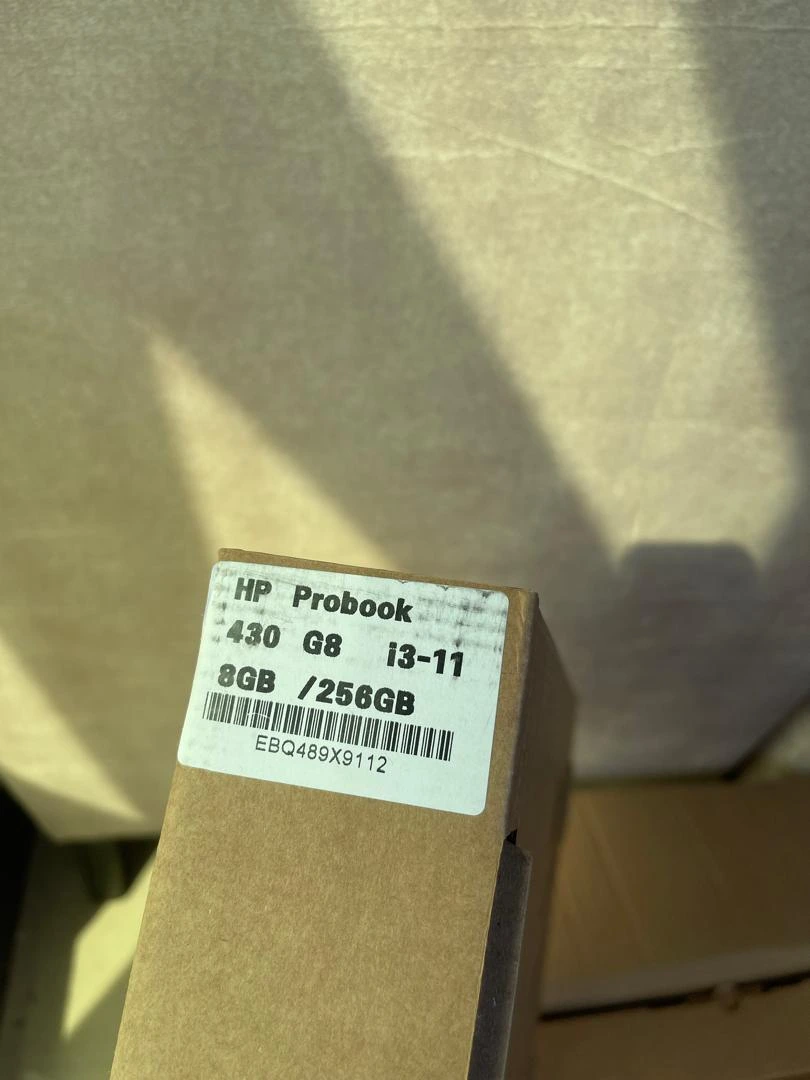 HP Probook
430 G8 i3-11
8GB /256GB
EBQ489X9112